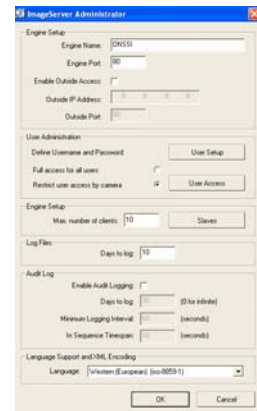 ImageServer Administrator
Engine Setup
Engine Name: ONSSI
Engine Port: 80
Enable Outside Access:
Outside IP Address:
Outside Port:
User Administration
Define Username and Password: User Setup
Full access for all users
Restrict user access by camera User Access
Engine Setup
Max. number of clients: 10 Slaves
Log Files
Days to log: 10
Audit Log
Enable Audit Logging:
Days to log: (0 for infinite)
Minimum Logging Interval: (seconds)
In Sequence Timespan: (seconds)
Language Support and XML Encoding
Language: Western (European) (iso-8859-1)
OK Cancel